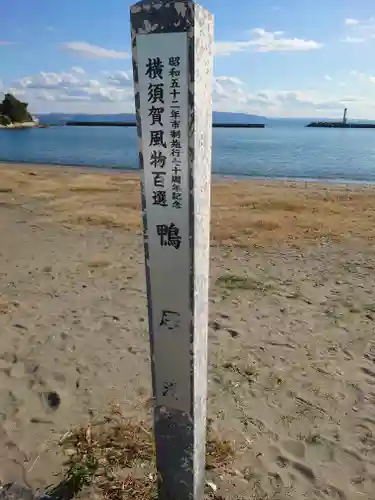 昭和五十二年市制施行七十周年記念
横須賀風物百選
鴨